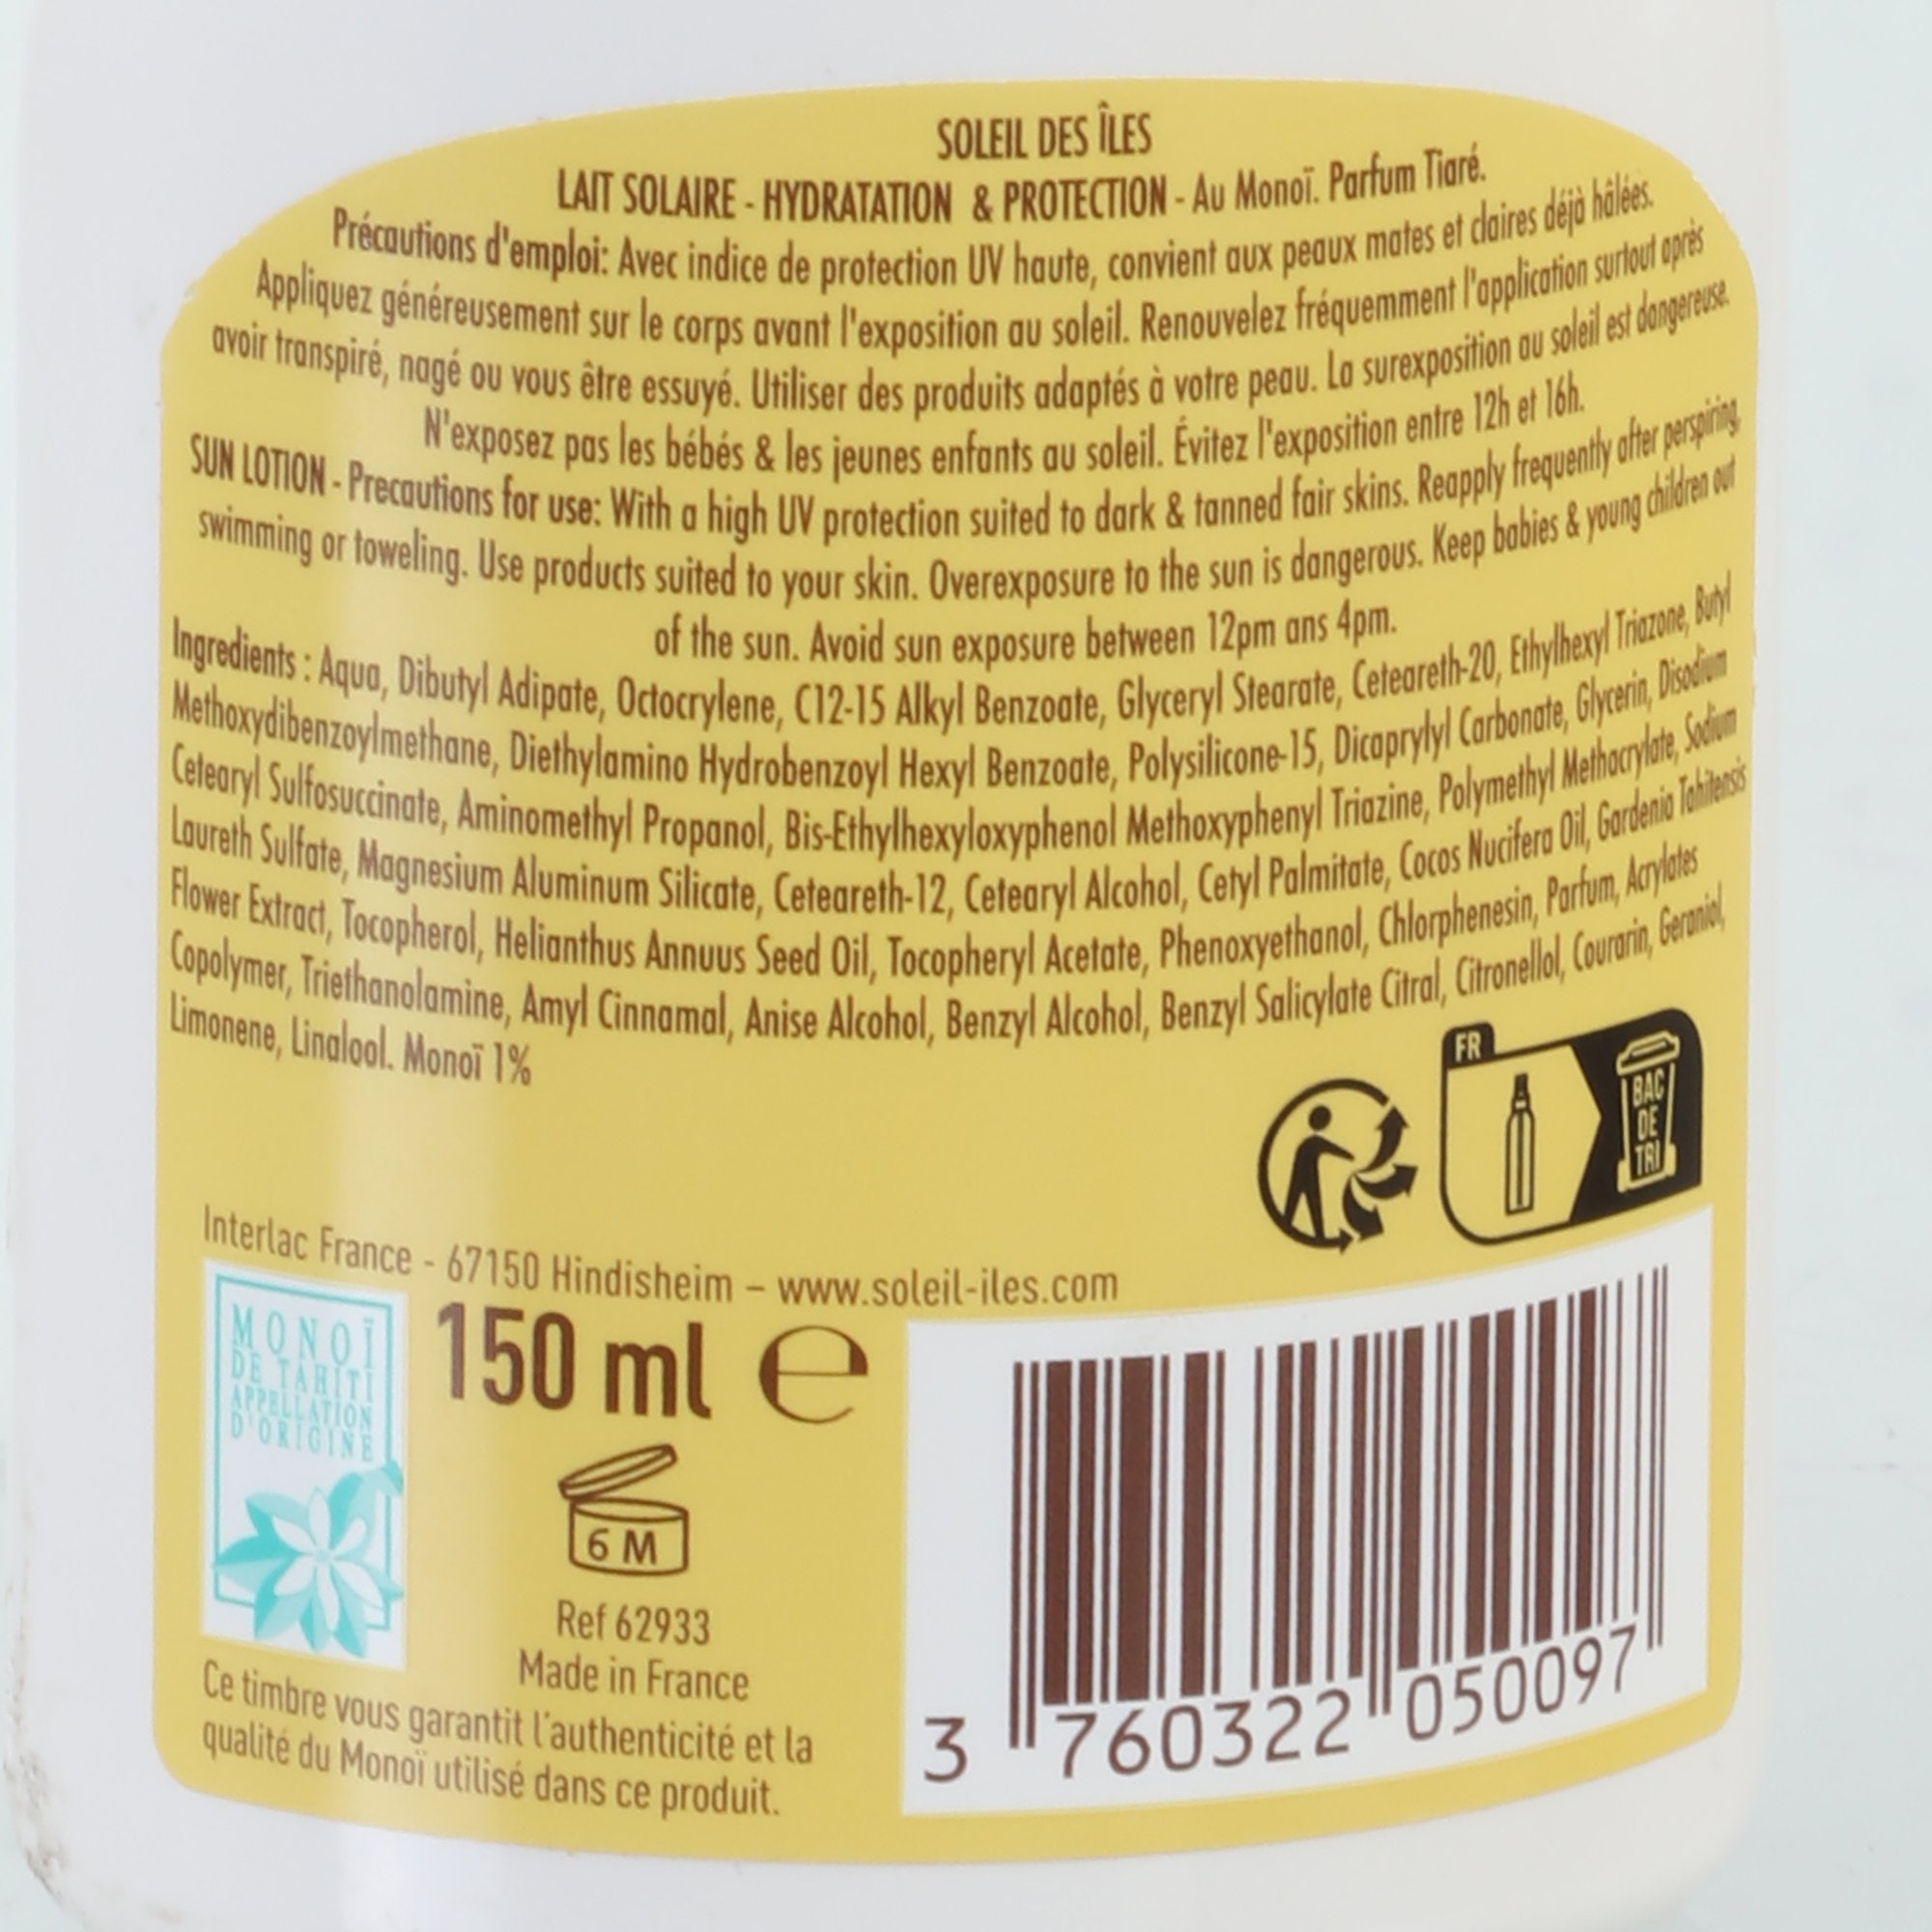 SOLEIL DES ÎLES
LAIT SOLAIRE - HYDRATATION & PROTECTION - Au Monoï. Parfum Tiaré.
Précautions d'emploi: Avec indice de protection UV haute, convient aux peaux mates et claires déjà hâlées.
Appliquez généreusement sur le corps avant l'exposition au soleil. Renouvelez fréquemment l'application surtout après
avoir transpiré, nagé ou vous être essuyé. Utiliser des produits adaptés à votre peau. La surexposition au soleil est dangereuse.
N'exposez pas les bébés & les jeunes enfants au soleil. Évitez l'exposition entre 12h et 16h.
SUN LOTION - Precautions for use: With a high UV protection suited to dark & tanned fair skins. Reapply frequently after perspiring,
swimming or toweling. Use products suited to your skin. Overexposure to the sun is dangerous. Keep babies & young children out
of the sun. Avoid sun exposure between 12pm ans 4pm.
Ingredients : Aqua, Dibutyl Adipate, Octocrylene, C12-15 Alkyl Benzoate, Glyceryl Stearate, Ceteareth-20, Ethylhexyl Triazone, Butyl
Methoxydibenzoylmethane, Diethylamino Hydrobenzoyl Hexyl Benzoate, Polysilicone-15, Dicaprylyl Carbonate, Glycerin, Disodium
Cetearyl Sulfosuccinate, Aminomethyl Propanol, Bis-Ethylhexyloxyphenol Methoxyphenyl Triazine, Polymethyl Methacrylate, Sodium
Laureth Sulfate, Magnesium Aluminum Silicate, Ceteareth-12, Cetearyl Alcohol, Cetyl Palmitate, Cocos Nucifera Oil, Gardenia Tahitensis
Flower Extract, Tocopherol, Helianthus Annuus Seed Oil, Tocopheryl Acetate, Phenoxyethanol, Chlorphenesin, Parfum, Acrylates
Copolymer, Triethanolamine, Amyl Cinnamal, Anise Alcohol, Benzyl Alcohol, Benzyl Salicylate Citral, Citronellol, Courarin, Geraniol,
Limonene, Linalool. Monoï 1%
FR
BAC
DE
TRI
Interlac France - 67150 Hindisheim – www.soleil-iles.com
MONOÏ
DE TAHITI
APPELLATION
D'ORIGINE
150 ml e
6 M
Ref 62933
Made in France
Ce timbre vous garantit l'authenticité et la
qualité du Monoï utilisé dans ce produit.
3 760322 050097